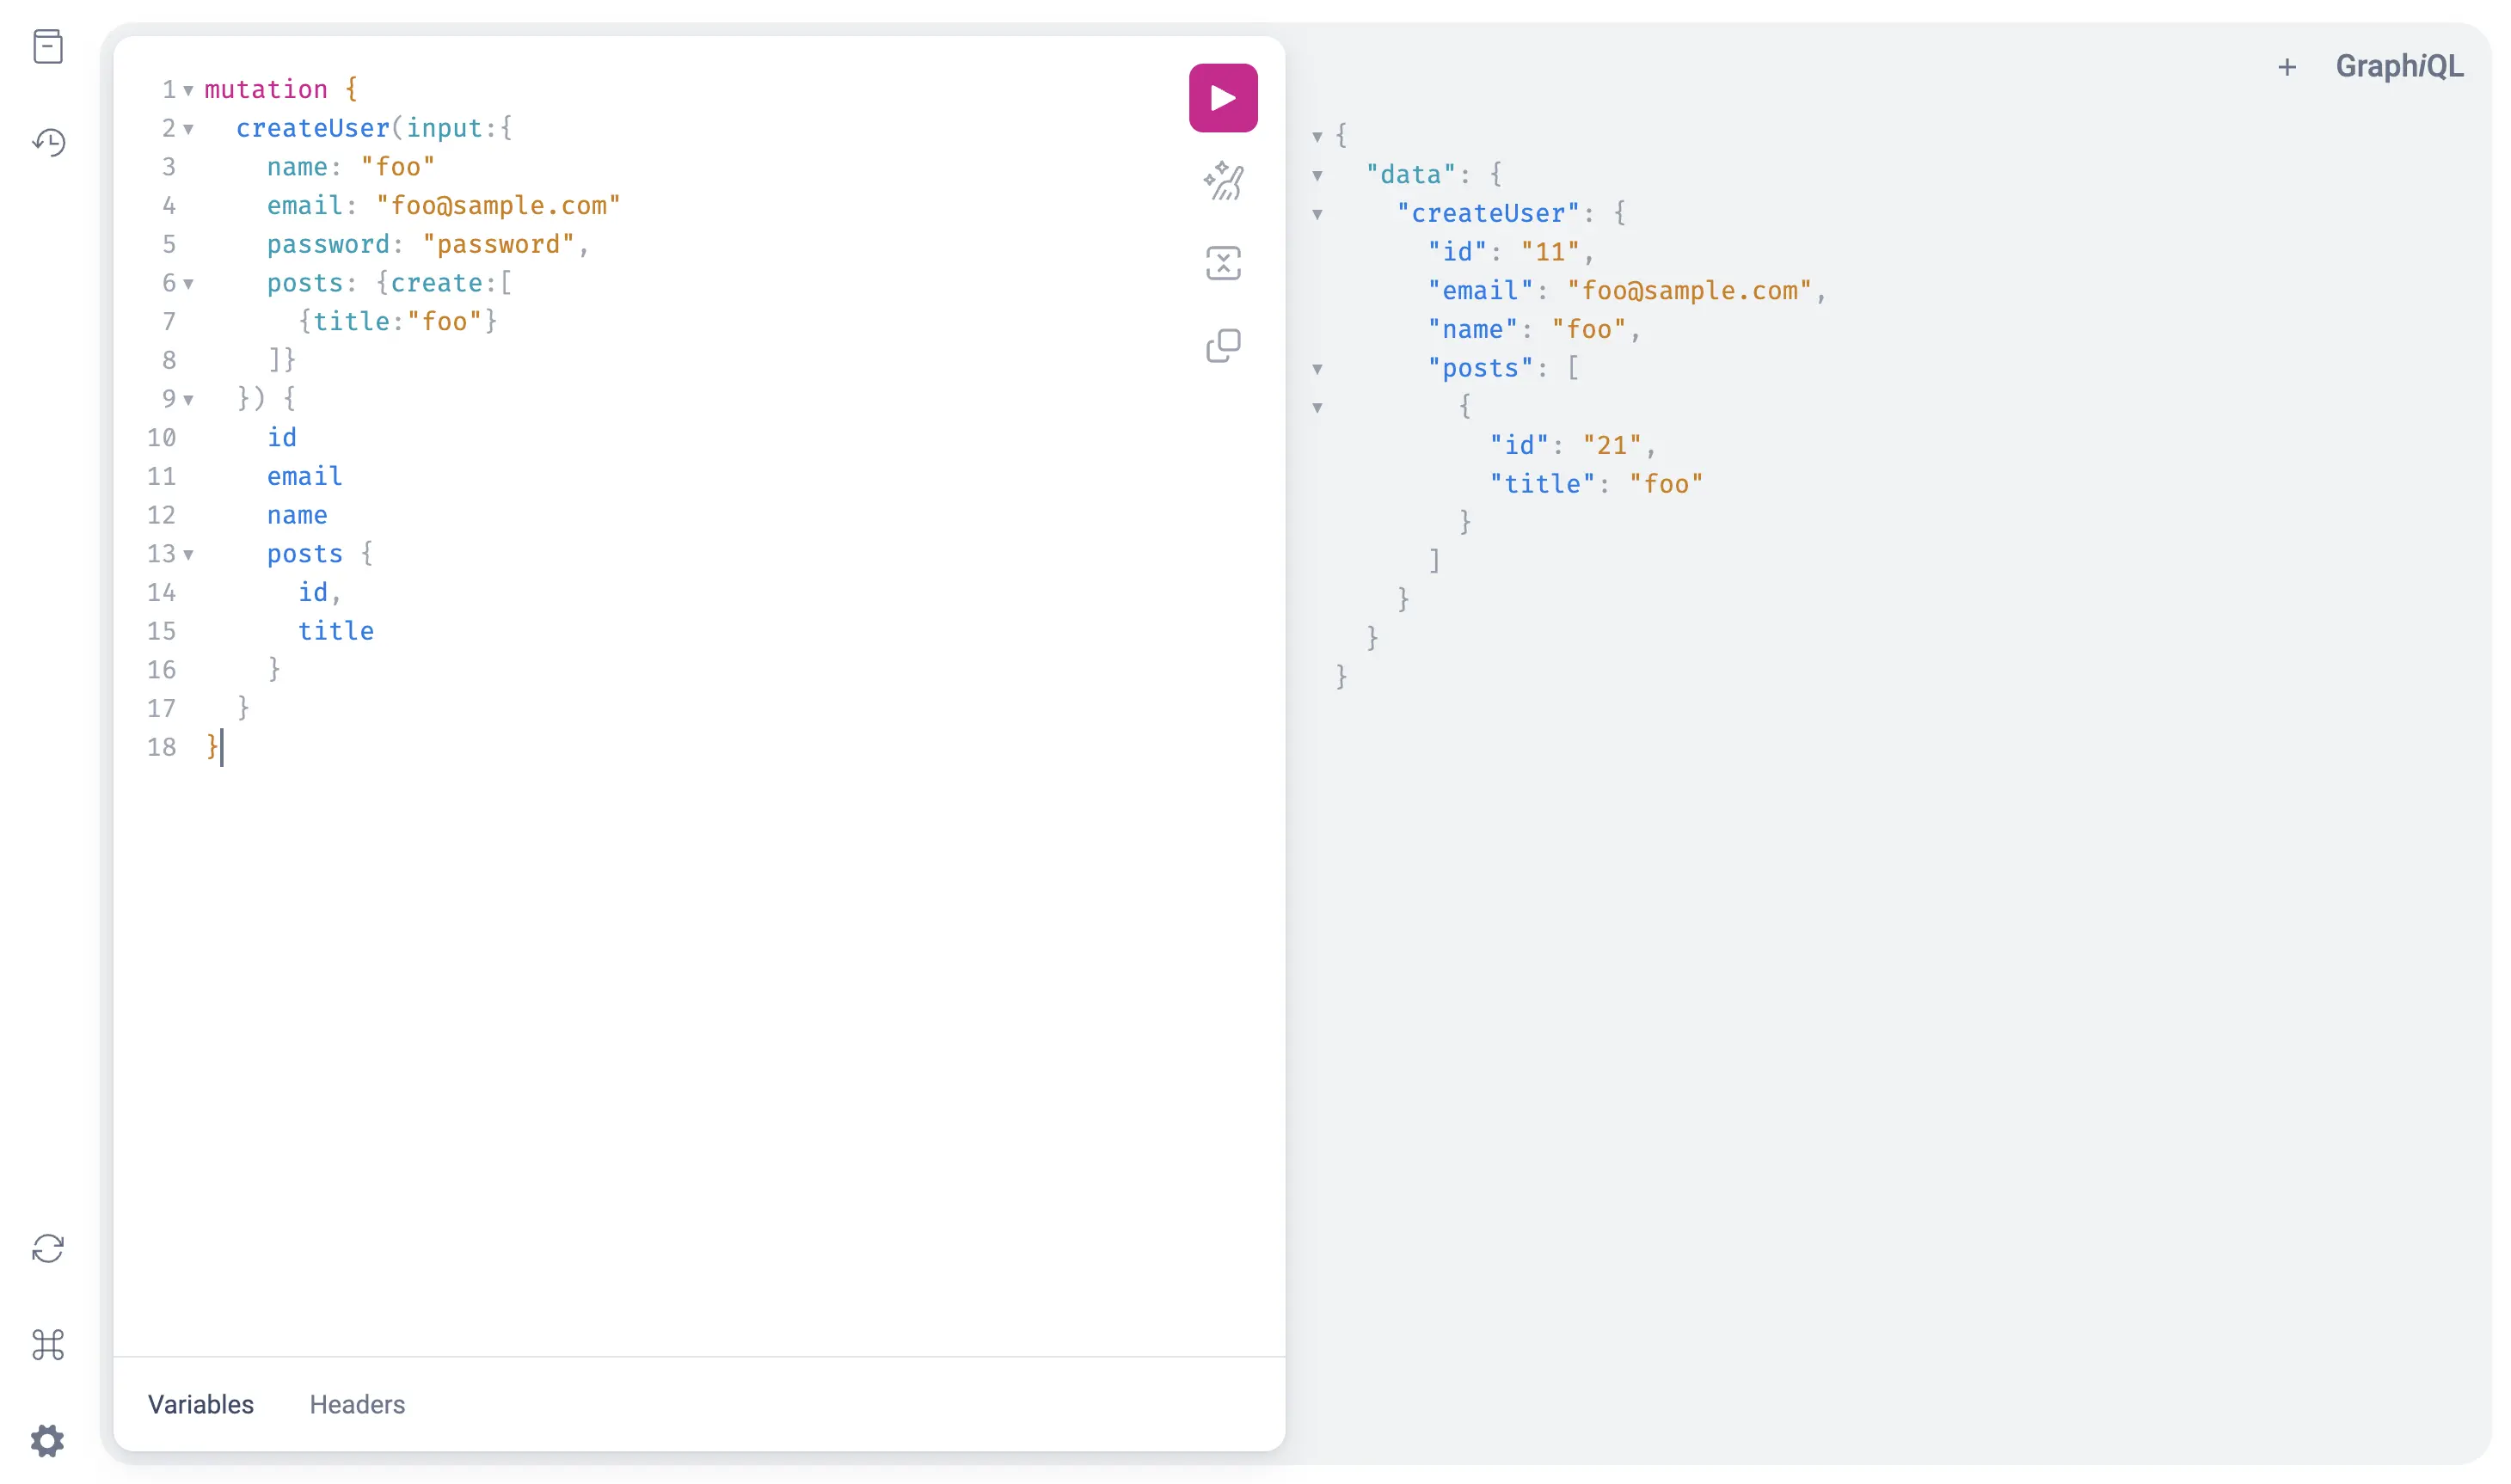 1 mutation {
2   createUser(input:{
3     name: "foo"
4     email: "foo@sample.com"
5     password: "password",
6     posts: {create:[
7       {title:"foo"}
8     ]}
9   }) {
10     id
11     email
12     name
13     posts {
14       id,
15       title
16     }
17   }
18 }
Variables Headers
+ GraphiQL
{
  "data": {
    "createUser": {
      "id": "11",
      "email": "foo@sample.com",
      "name": "foo",
      "posts": [
        {
          "id": "21",
          "title": "foo"
        }
      ]
    }
  }
}